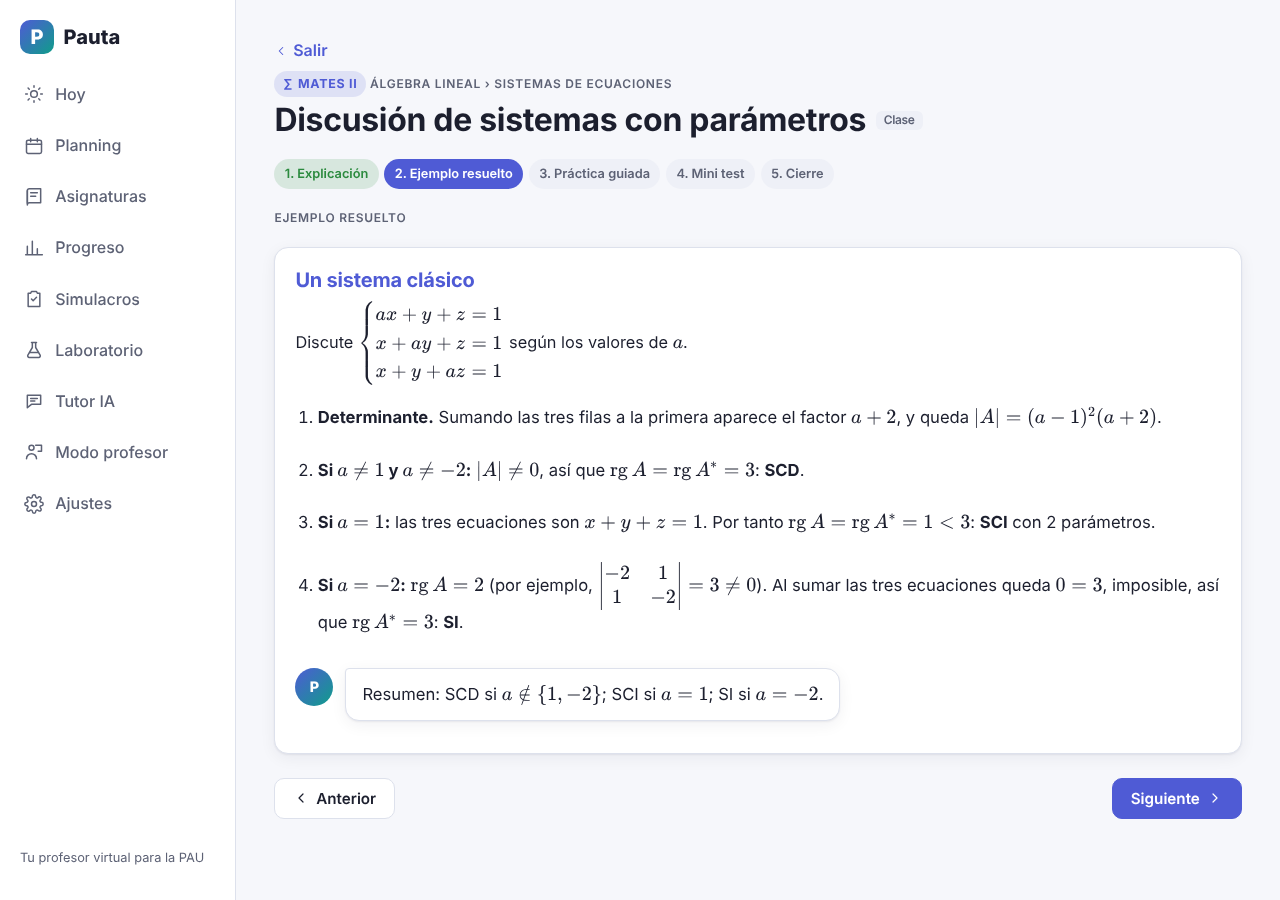 P Pauta
Hoy
Planning
Asignaturas
Progreso
Simulacros
Laboratorio
Tutor IA
Modo profesor
Ajustes
Tu profesor virtual para la PAU
‹ Salir
∑ MATES II ÁLGEBRA LINEAL › SISTEMAS DE ECUACIONES
Discusión de sistemas con parámetros Clase
1. Explicación 2. Ejemplo resuelto 3. Práctica guiada 4. Mini test 5. Cierre
EJEMPLO RESUELTO
Un sistema clásico
ax + y + z = 1
Discute { x + ay + z = 1 según los valores de a.
x + y + az = 1
1. Determinante. Sumando las tres filas a la primera aparece el factor a + 2, y queda |A| = (a − 1)²(a + 2).
2. Si a ≠ 1 y a ≠ −2: |A| ≠ 0, así que rg A = rg A* = 3: SCD.
3. Si a = 1: las tres ecuaciones son x + y + z = 1. Por tanto rg A = rg A* = 1 < 3: SCI con 2 parámetros.
4. Si a = −2: rg A = 2 (por ejemplo, |−2 1; 1 −2| = 3 ≠ 0). Al sumar las tres ecuaciones queda 0 = 3, imposible, así
que rg A* = 3: SI.
P Resumen: SCD si a ∉ {1, −2}; SCI si a = 1; SI si a = −2.
‹ Anterior
Siguiente ›